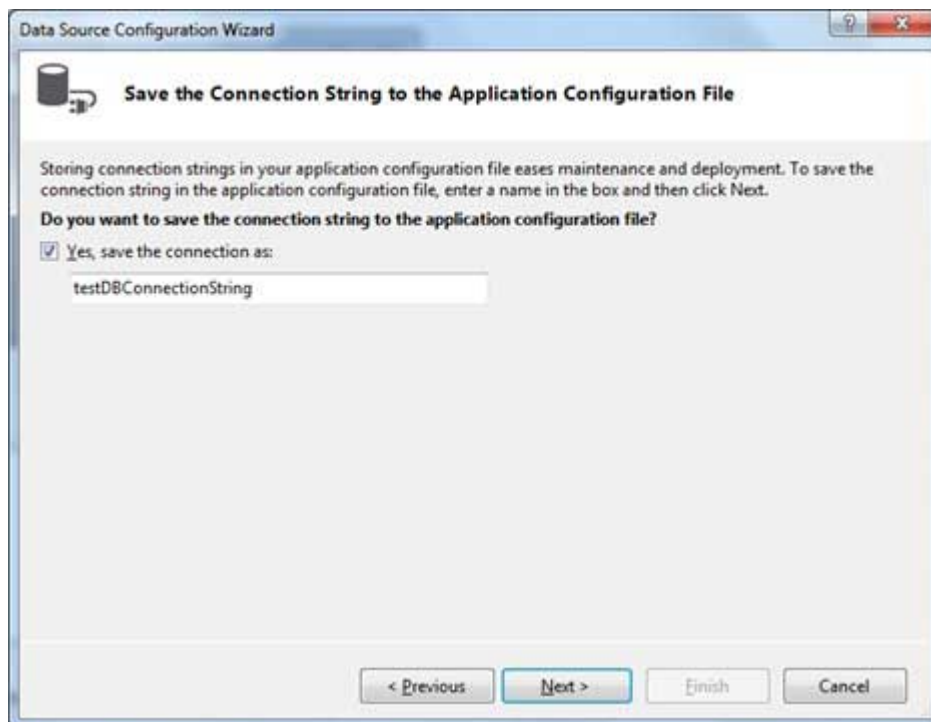 Data Source Configuration Wizard
Save the Connection String to the Application Configuration File
Storing connection strings in your application configuration file eases maintenance and deployment. To save the
connection string in the application configuration file, enter a name in the box and then click Next.
Do you want to save the connection string to the application configuration file?
Yes, save the connection as:
testDBConnectionString
< Previous Next > Finish Cancel